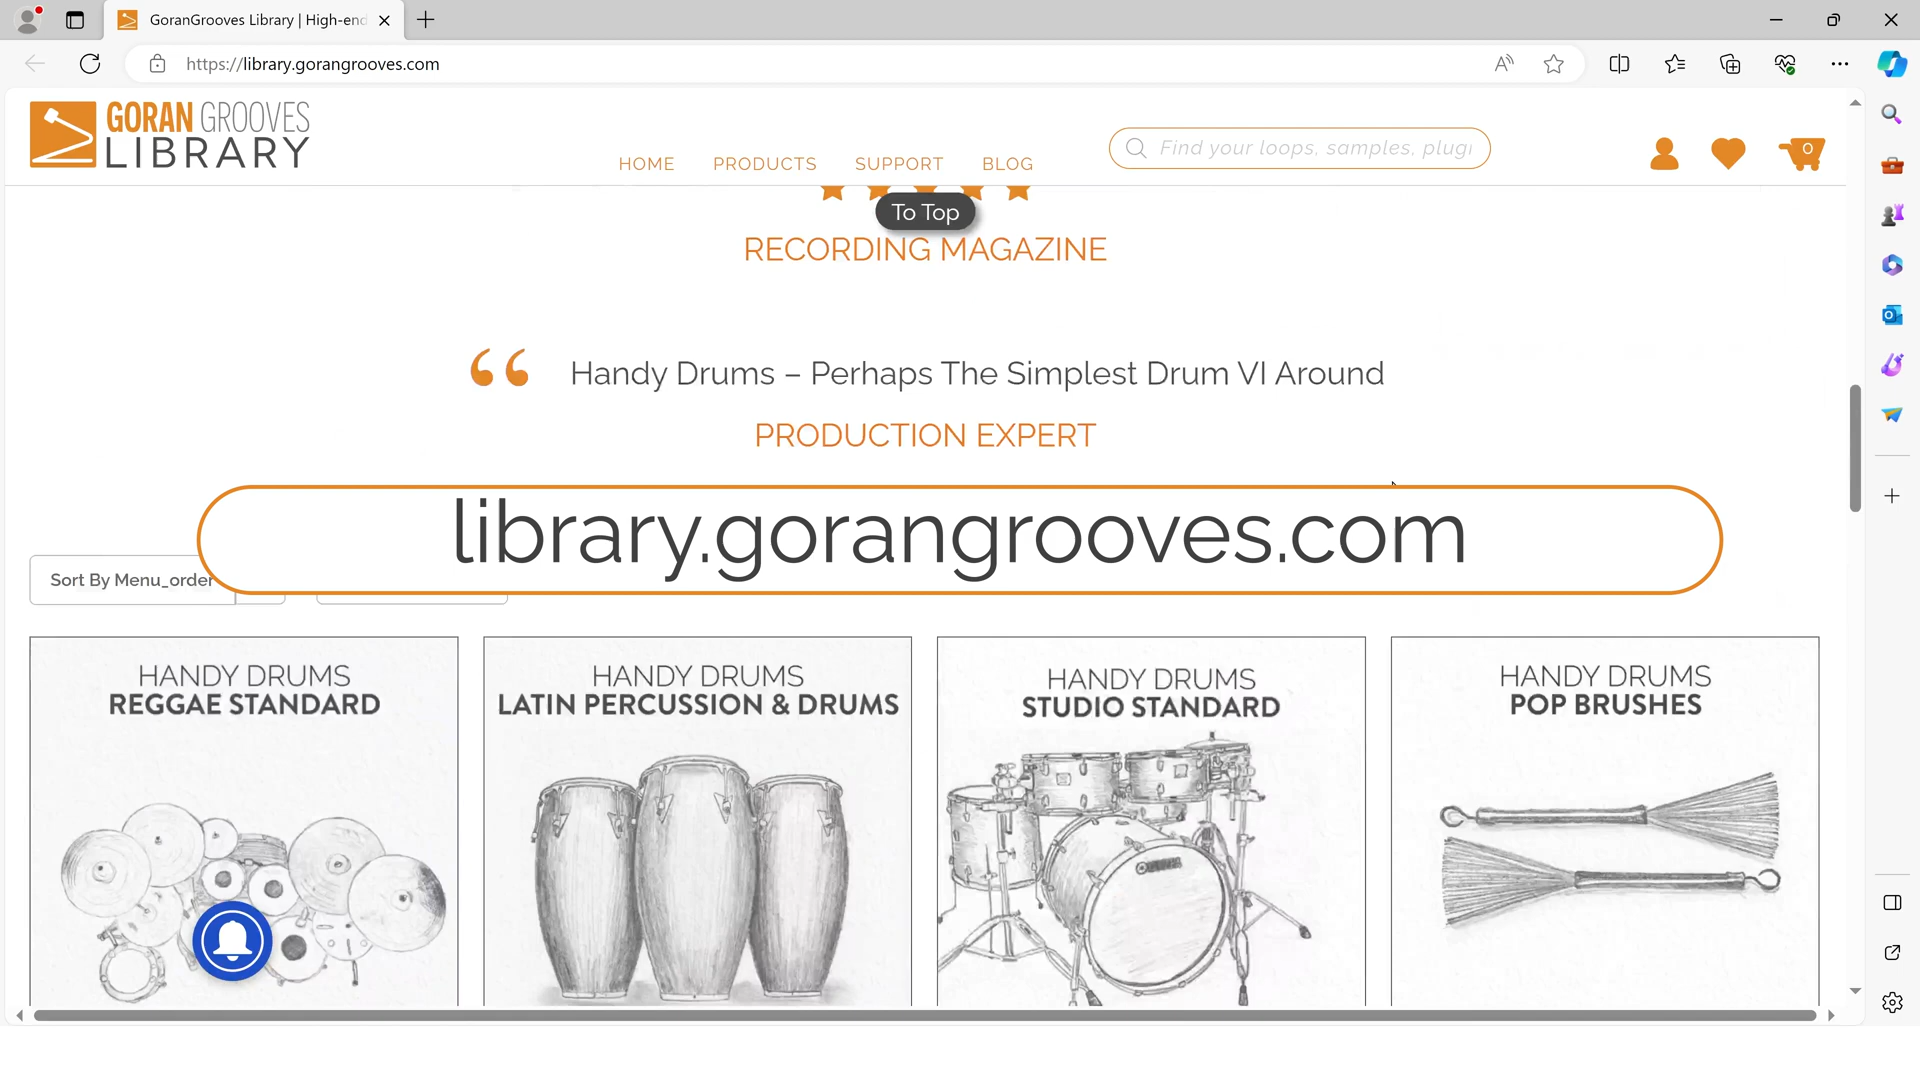 GoranGrooves Library | High-end
https://library.gorangrooves.com
GORAN GROOVES
LIBRARY
HOME
PRODUCTS
SUPPORT
BLOG
Find your loops, samples, plugi
0
To Top
RECORDING MAGAZINE
“ Handy Drums – Perhaps The Simplest Drum VI Around
PRODUCTION EXPERT
library.gorangrooves.com
Sort By Menu_order
HANDY DRUMS
REGGAE STANDARD
HANDY DRUMS
LATIN PERCUSSION & DRUMS
HANDY DRUMS
STUDIO STANDARD
HANDY DRUMS
POP BRUSHES